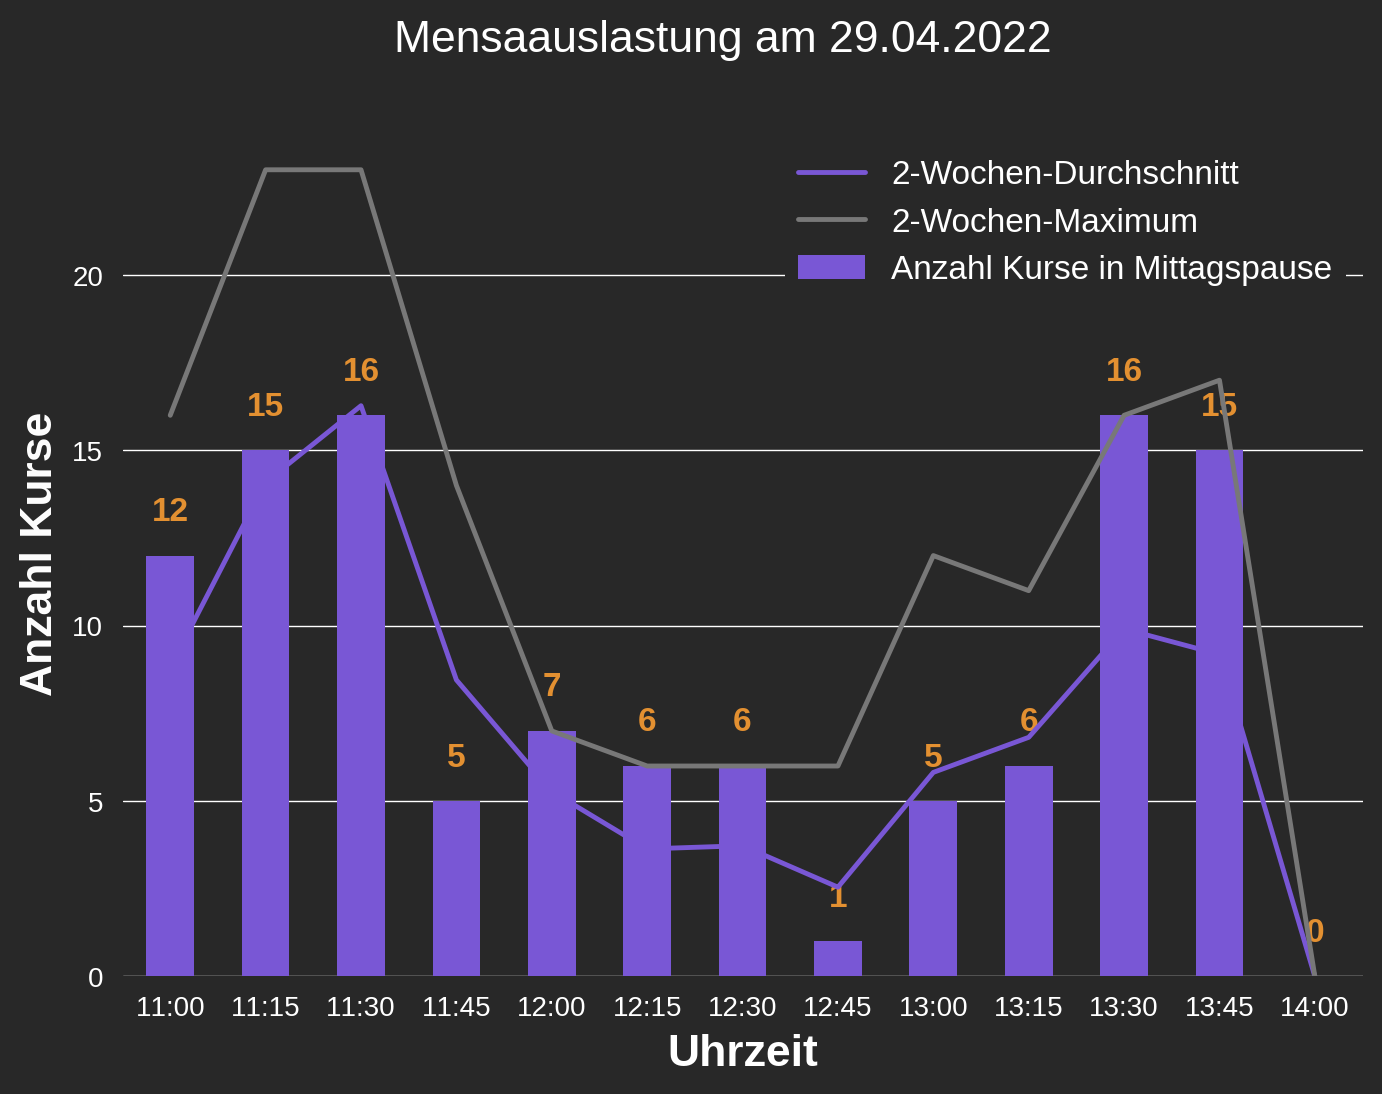 Mensaauslastung am 29.04.2022
2-Wochen-Durchschnitt
2-Wochen-Maximum
Anzahl Kurse in Mittagspause
Anzahl Kurse
20
15
10
5
0
12
15
16
5
7
6
6
1
5
6
16
15
0
11:00 11:15 11:30 11:45 12:00 12:15 12:30 12:45 13:00 13:15 13:30 13:45 14:00
Uhrzeit